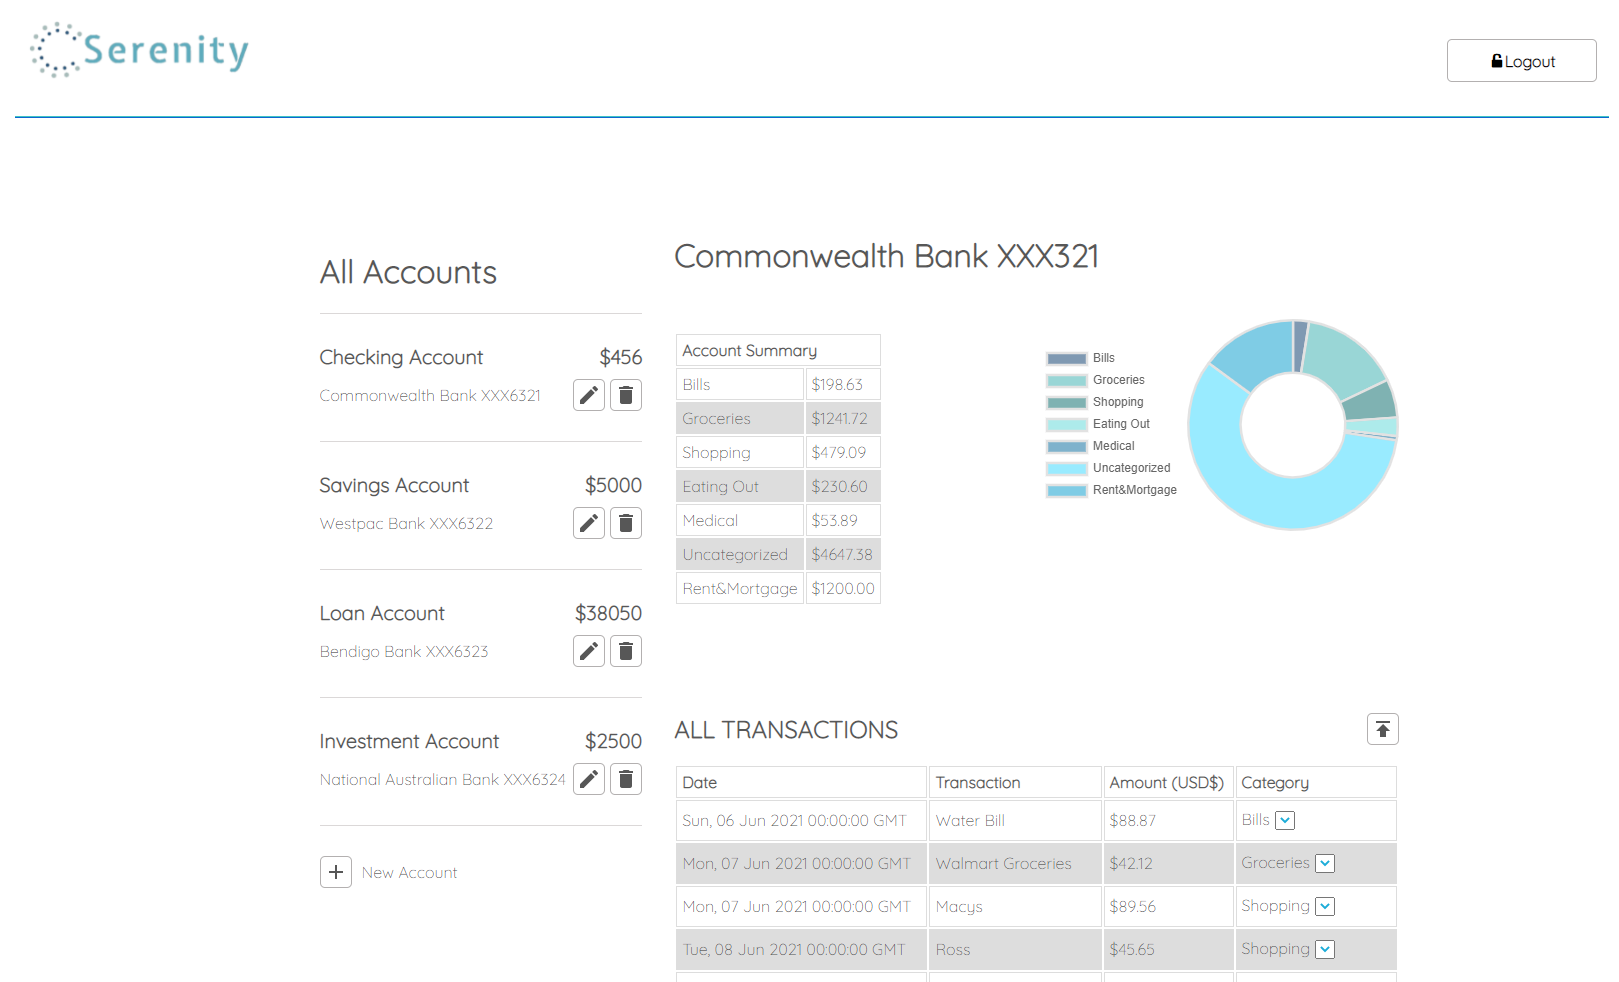 Serenity
Logout
All Accounts
Checking Account $456
Commonwealth Bank XXX6321
Savings Account $5000
Westpac Bank XXX6322
Loan Account $38050
Bendigo Bank XXX6323
Investment Account $2500
National Australian Bank XXX6324
New Account
Commonwealth Bank XXX321
Account Summary
Bills $198.63
Groceries $1241.72
Shopping $479.09
Eating Out $230.60
Medical $53.89
Uncategorized $4647.38
Rent&Mortgage $1200.00
Bills
Groceries
Shopping
Eating Out
Medical
Uncategorized
Rent&Mortgage
ALL TRANSACTIONS
Date Transaction Amount (USD$) Category
Sun, 06 Jun 2021 00:00:00 GMT Water Bill $88.87 Bills
Mon, 07 Jun 2021 00:00:00 GMT Walmart Groceries $42.12 Groceries
Mon, 07 Jun 2021 00:00:00 GMT Macys $89.56 Shopping
Tue, 08 Jun 2021 00:00:00 GMT Ross $45.65 Shopping